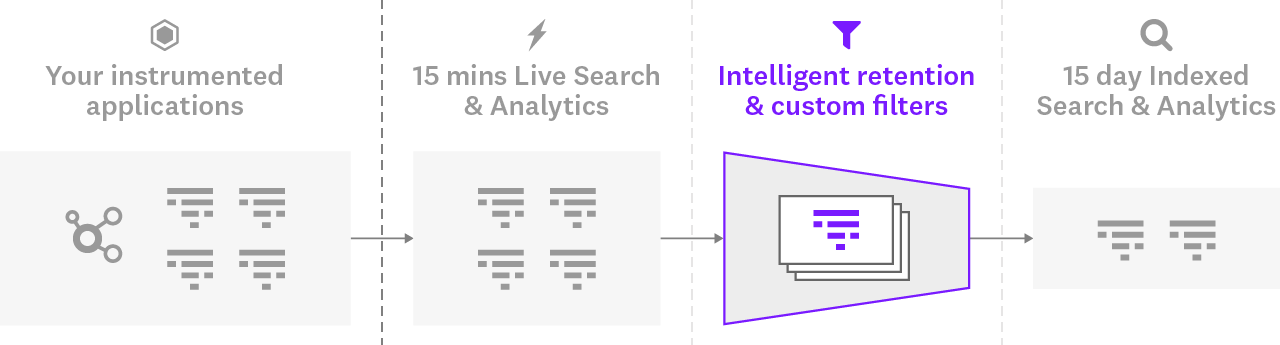 Your instrumented
applications
15 mins Live Search
& Analytics
Intelligent retention
& custom filters
15 day Indexed
Search & Analytics